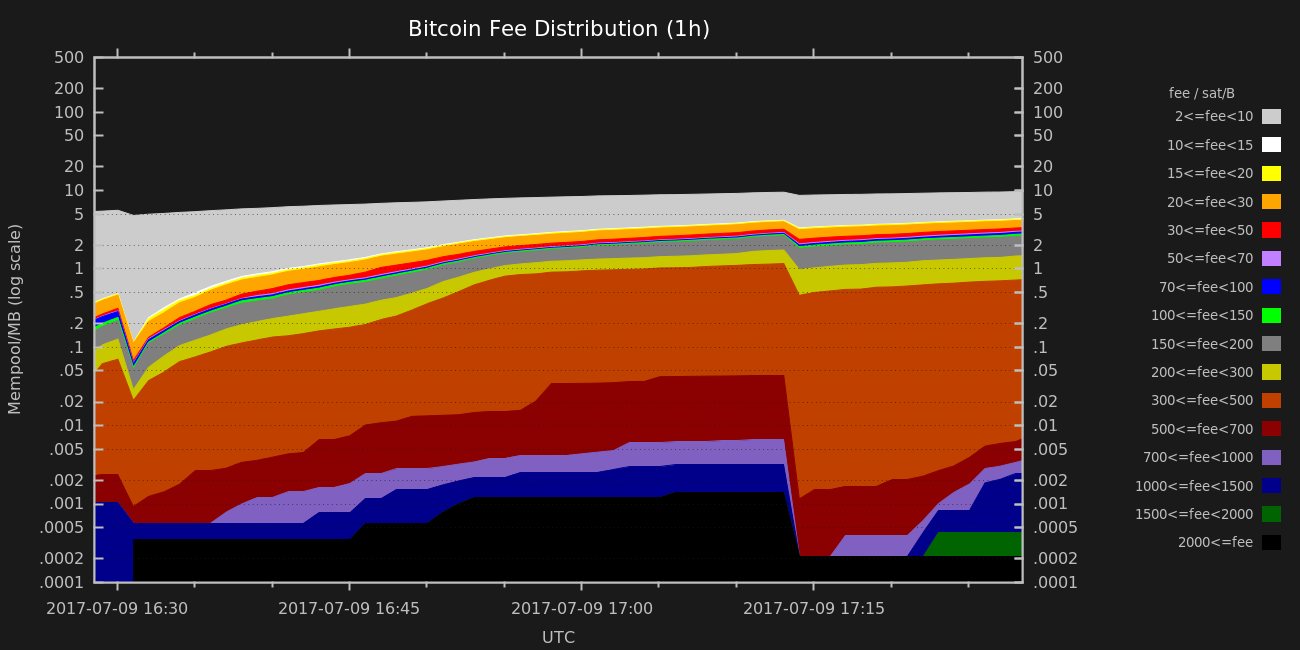 Bitcoin Fee Distribution (1h)
500 500
200 200
100 100
50 50
20 20
10 10
5 5
2 2
1 1
.5 .5
.2 .2
.1 .1
.05 .05
.02 .02
.01 .01
.005 .005
.002 .002
.001 .001
.0005 .0005
.0002 .0002
.0001 .0001
Mempool/MB (log scale)
2017-07-09 16:30 2017-07-09 16:45 2017-07-09 17:00 2017-07-09 17:15
UTC
fee / sat/B
2<=fee<10
10<=fee<15
15<=fee<20
20<=fee<30
30<=fee<50
50<=fee<70
70<=fee<100
100<=fee<150
150<=fee<200
200<=fee<300
300<=fee<500
500<=fee<700
700<=fee<1000
1000<=fee<1500
1500<=fee<2000
2000<=fee